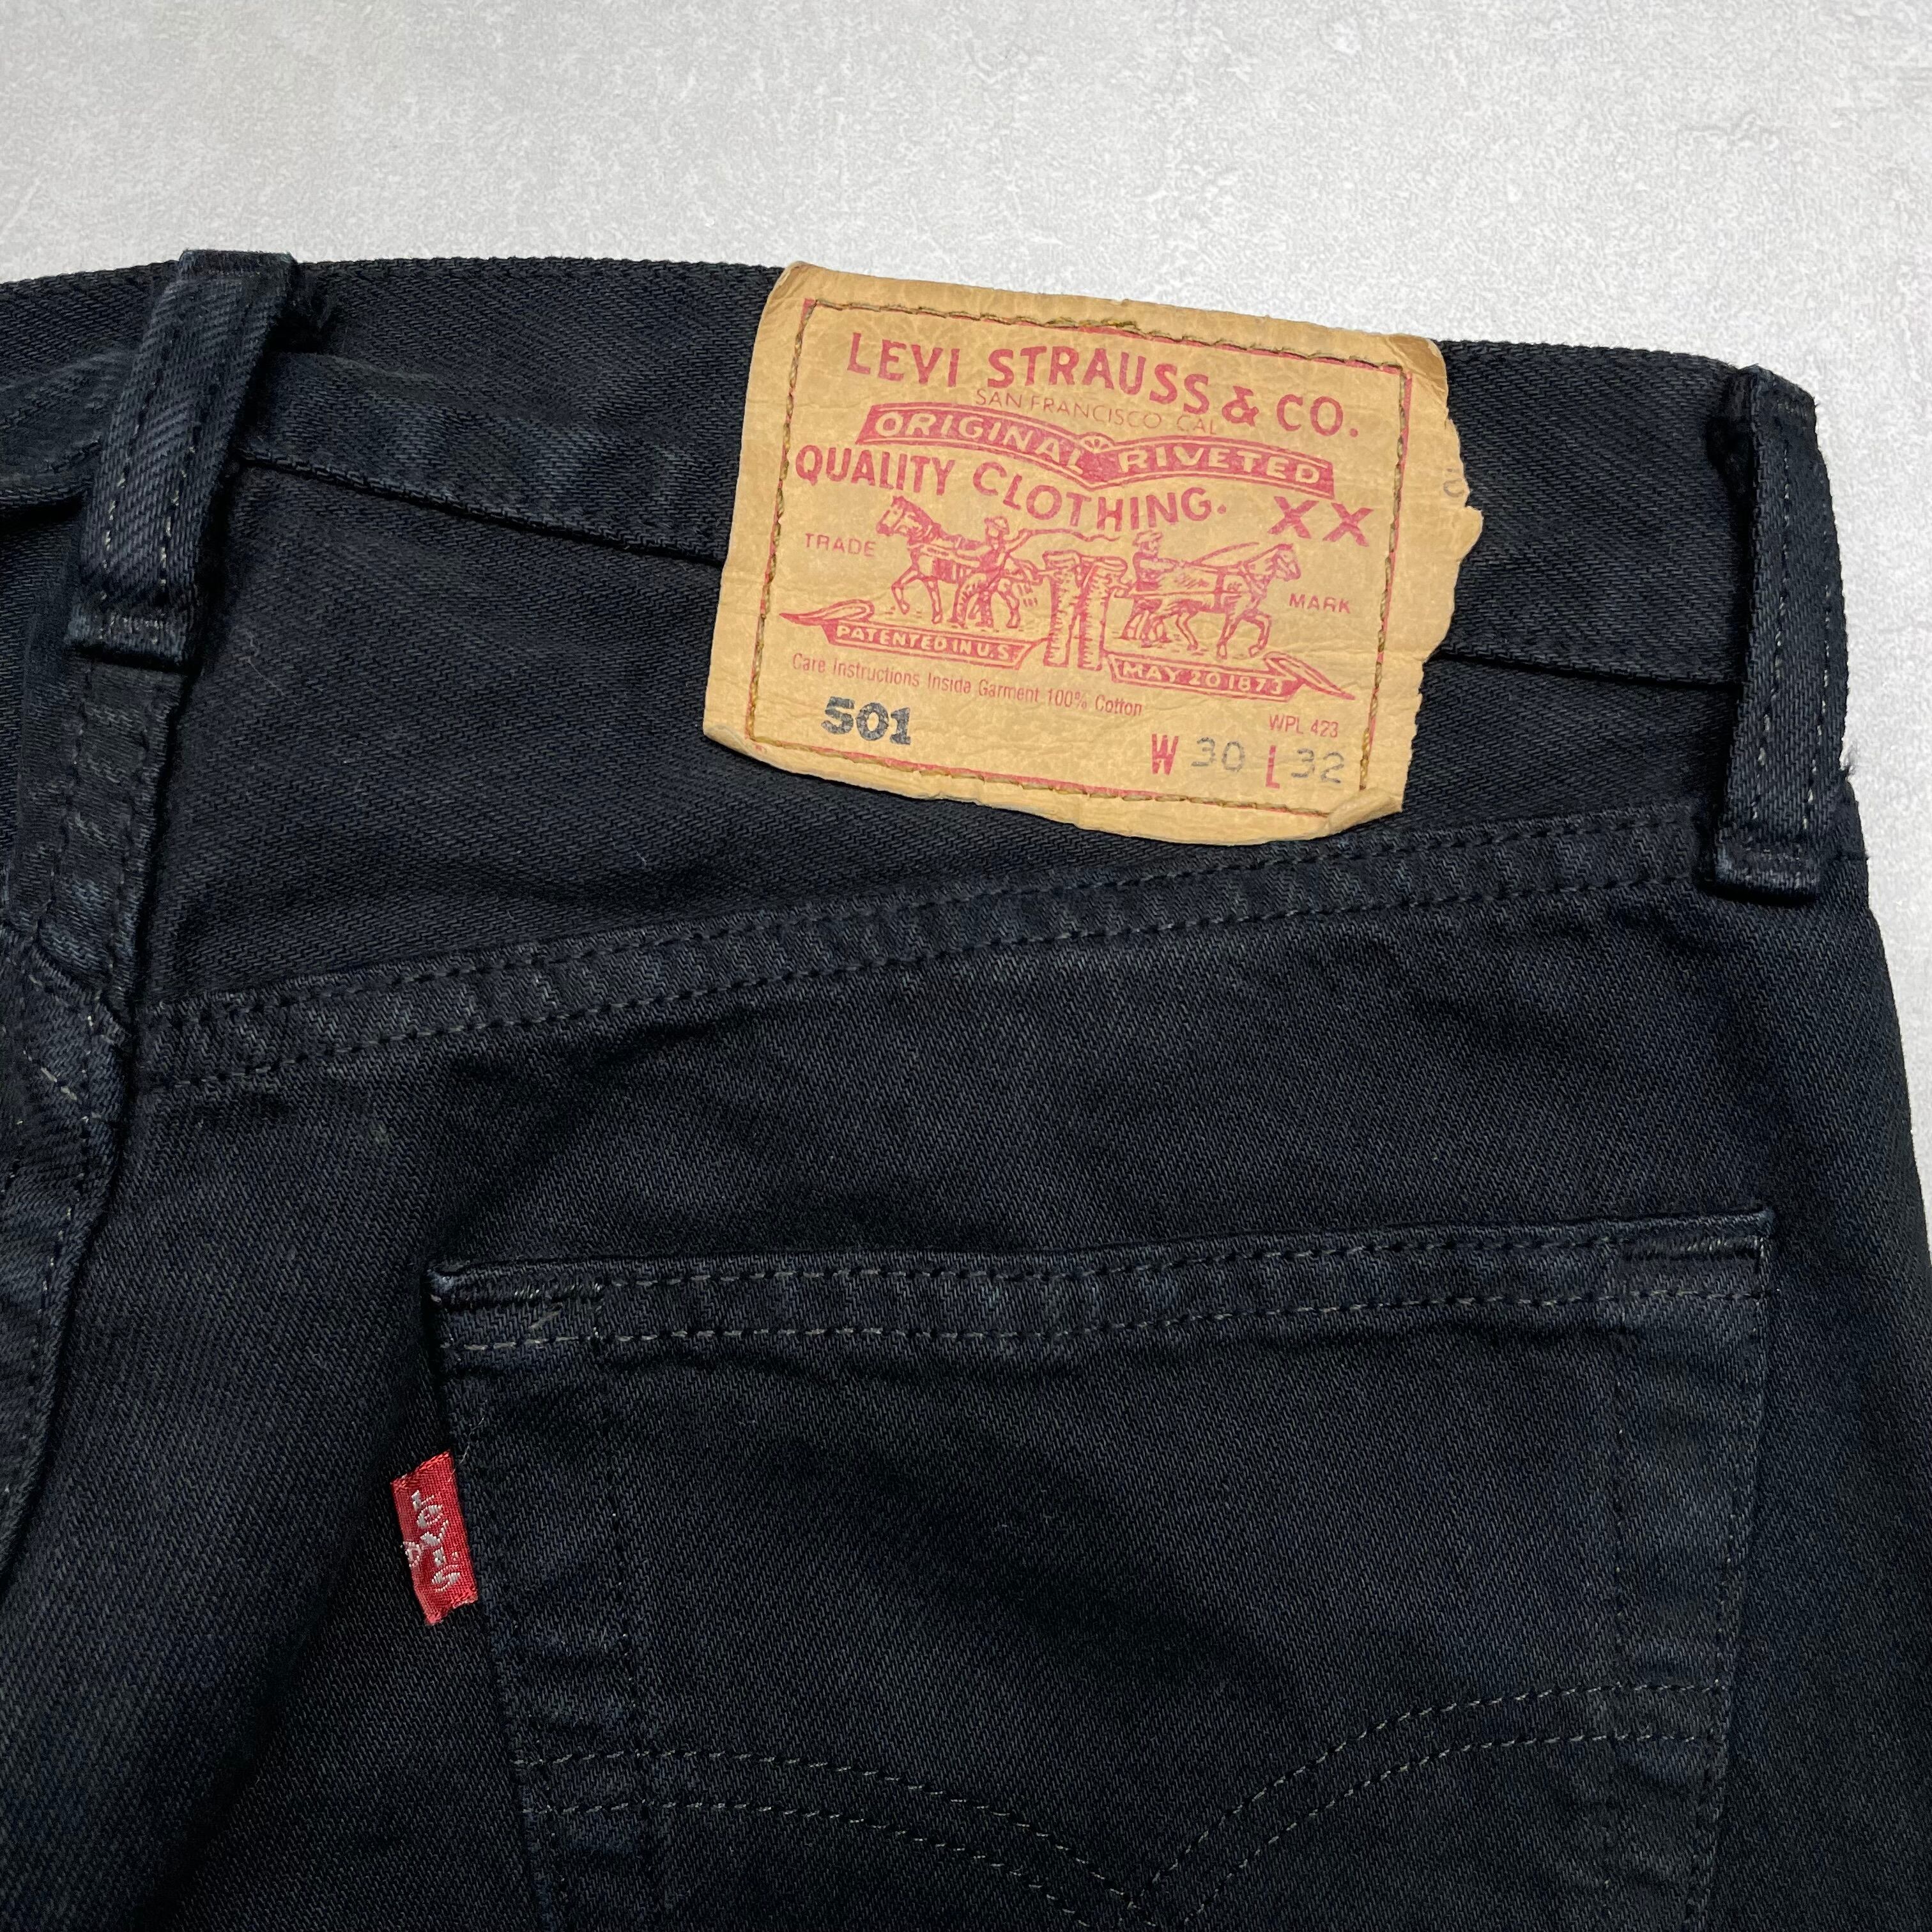 LEVI STRAUSS & CO.
SAN FRANCISCO CAL
ORIGINAL RIVETED
QUALITY CLOTHING. XX
TRADE MARK
PATENTED IN U.S. MAY 20 1873
Care Instructions Inside Garment 100% Cotton
WPL 423
501 W 30 L 32
LEVI'S